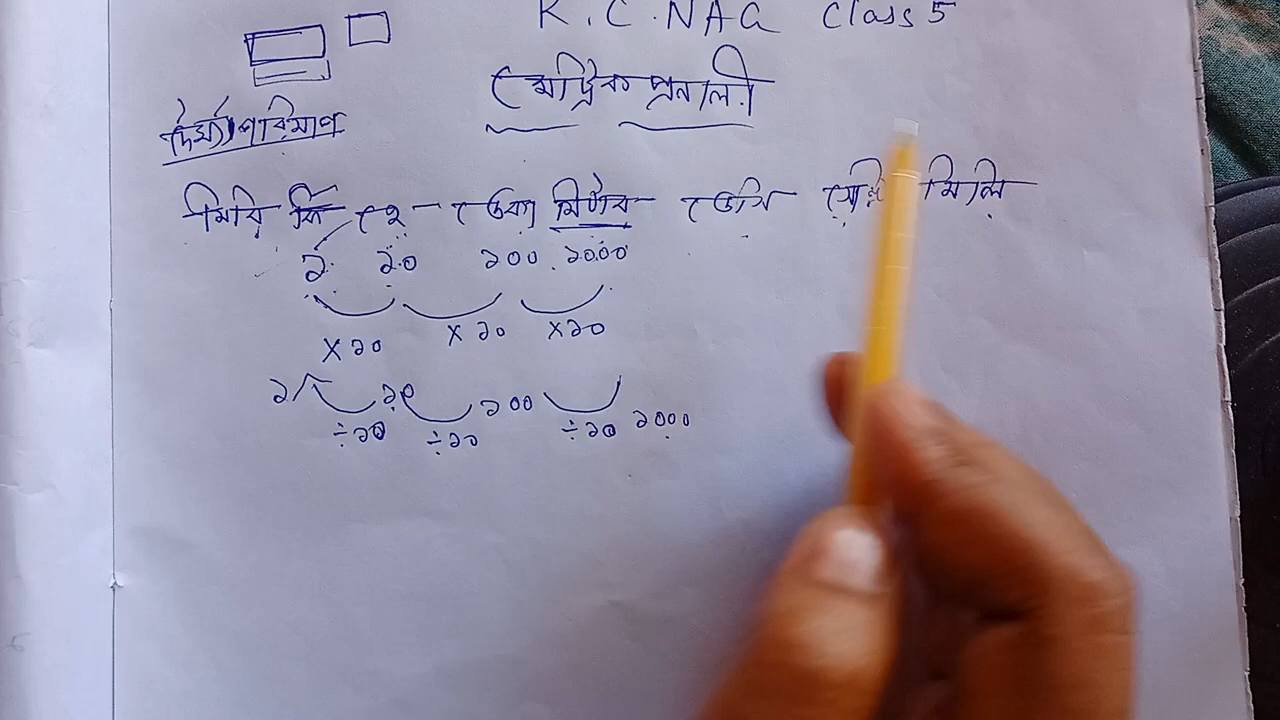 K.C.NAG Class 5
মেট্রিক প্রনালী
দৈর্ঘ্য পরিমাপ
মিরি কি হে ডেকা মিটার ডেসি মিলি
১ ১০ ১০০ ১০০০
X ১০ X ১০ X ১০
১ ১০ ১০০ ১০০০
÷১০ ÷১০ ÷১০